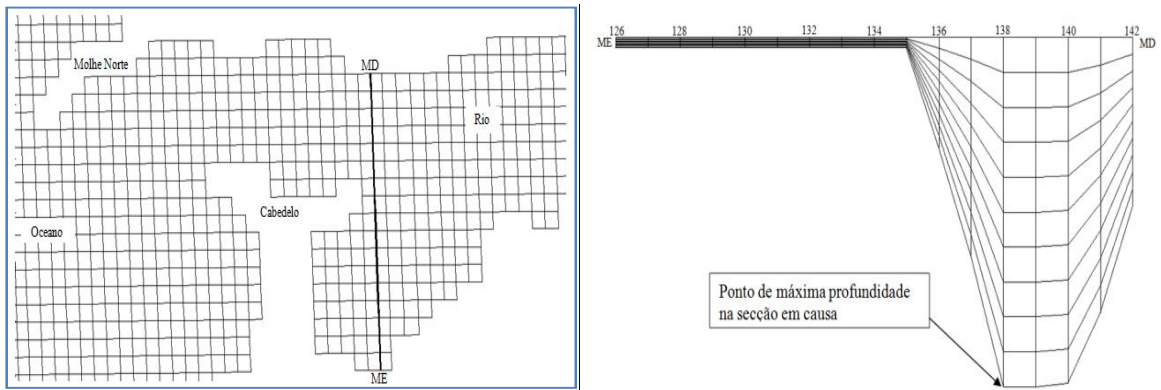 Molhe Norte
MD
Rio
Cabedelo
Oceano
ME
126 128 130 132 134 136 138 140 142
ME
MD
Ponto de máxima profundidade
na secção em causa